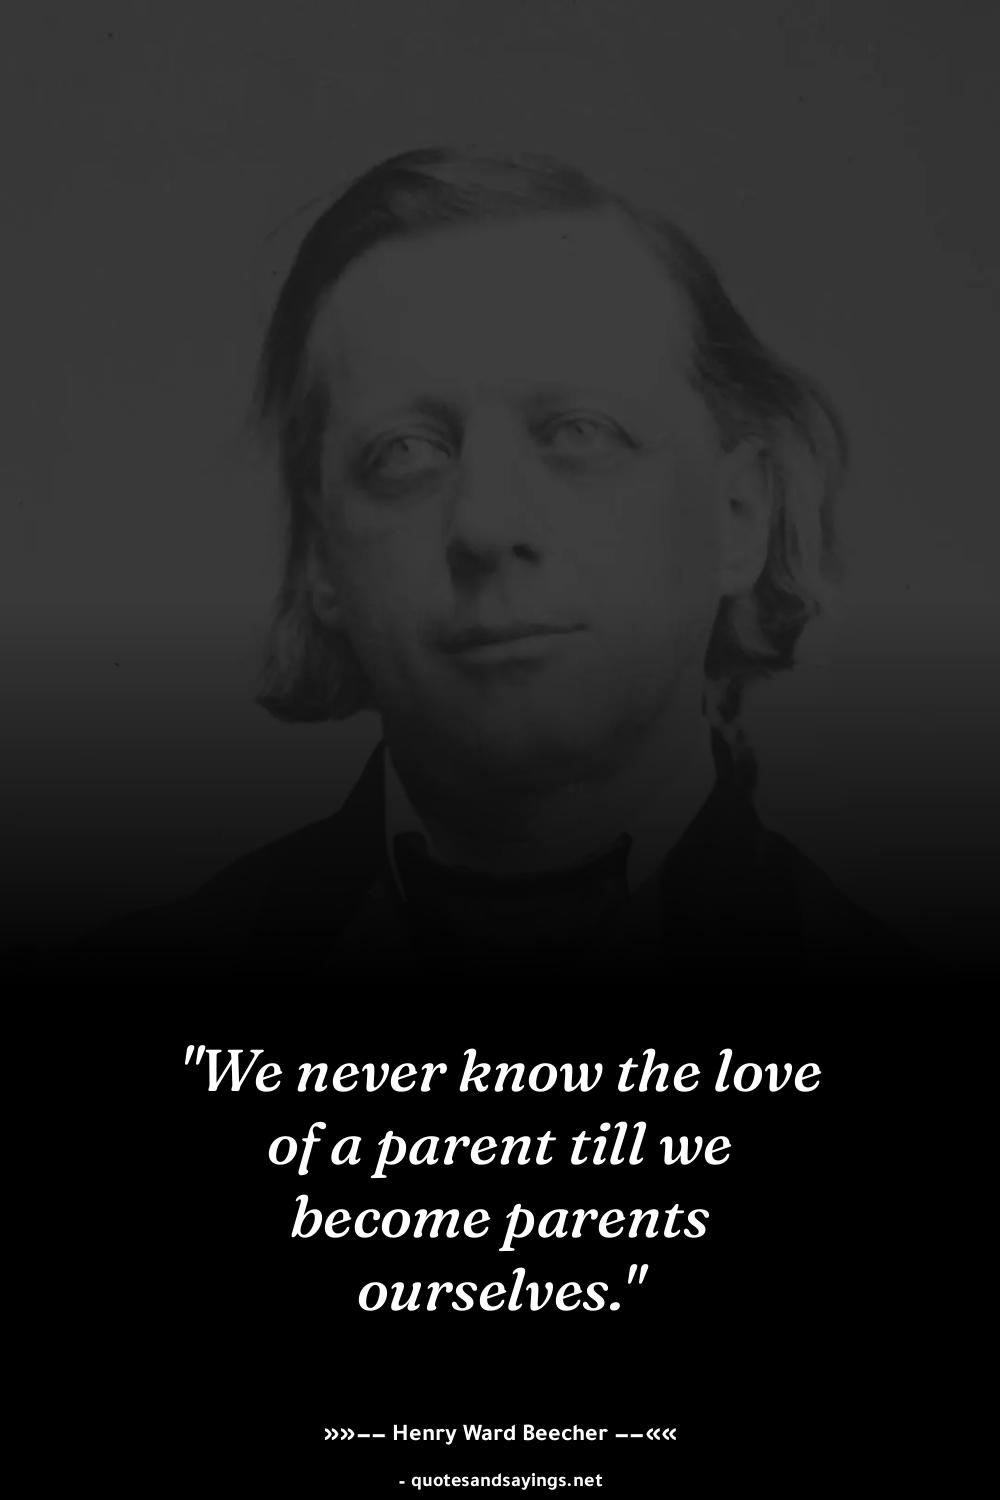 "We never know the love
of a parent till we
become parents
ourselves."
»»–– Henry Ward Beecher ––««
- quotesandsayings.net